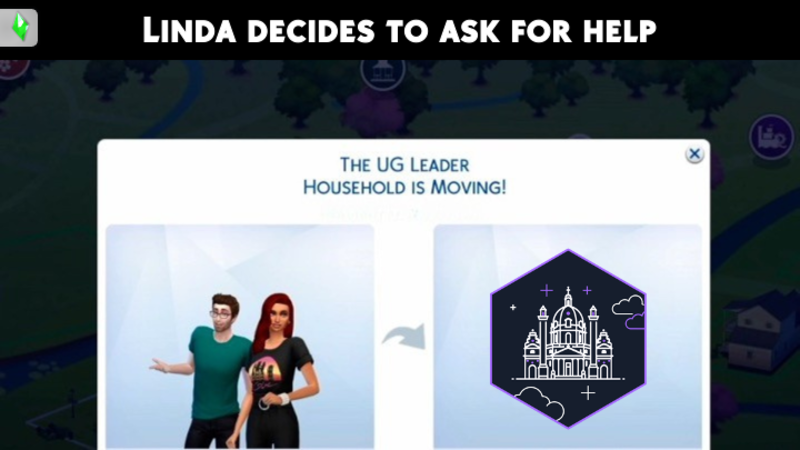 Linda decides to ask for help
The UG Leader
Household is Moving!